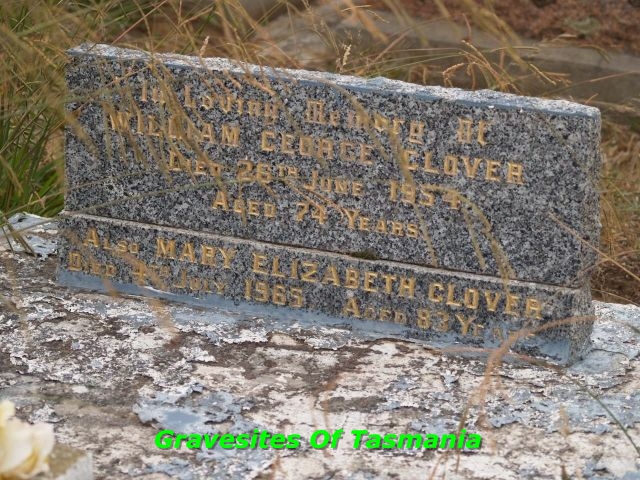 In Loving Memory Of
WILLIAM GEORGE CLOVER
DIED 26TH JUNE 1954
AGED 74 YEARS
ALSO MARY ELIZABETH CLOVER
DIED JULY 1965 AGED 83 YEARS
Gravesites Of Tasmania